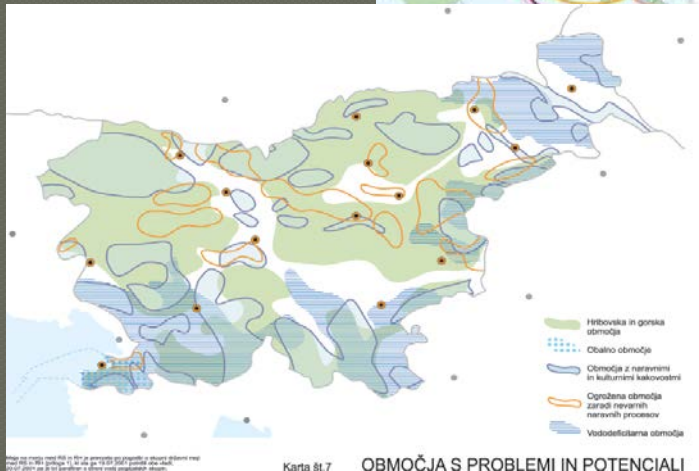 Hribovska in gorska
območja
Obalno območje
Območja z naravnimi
in kulturnimi kakovostmi
Ogrožena območja
zaradi nevarnih
naravnih procesov
Vododeficitarna območja
Karta št.7 OBMOČJA S PROBLEMI IN POTENCIALI